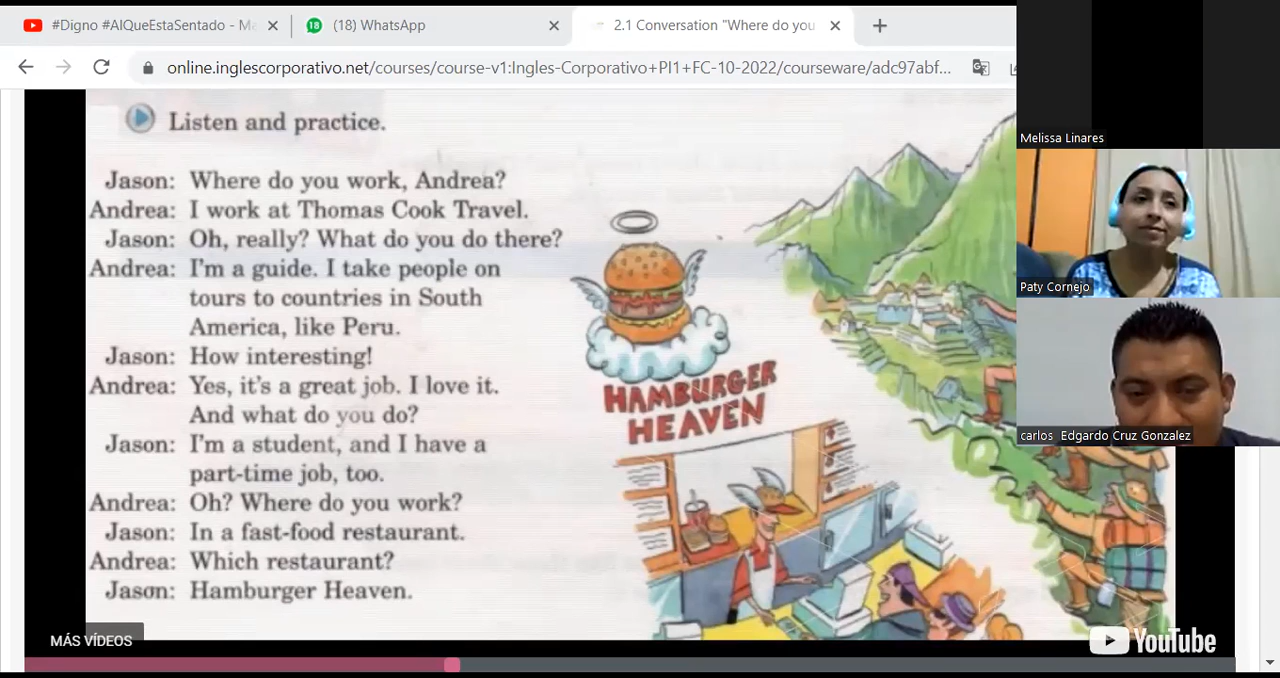 #Digno #AlQueEstaSentado - M
(18) WhatsApp
2.1 Conversation "Where do you
online.inglescorporativo.net/courses/course-v1:Ingles-Corporativo+PI1+FC-10-2022/courseware/adc97abf...
Listen and practice.
Jason: Where do you work, Andrea?
Andrea: I work at Thomas Cook Travel.
Jason: Oh, really? What do you do there?
Andrea: I'm a guide. I take people on
tours to countries in South
America, like Peru.
Jason: How interesting!
Andrea: Yes, it's a great job. I love it.
And what do you do?
Jason: I'm a student, and I have a
part-time job, too.
Andrea: Oh? Where do you work?
Jason: In a fast-food restaurant.
Andrea: Which restaurant?
Jason: Hamburger Heaven.
HAMBURGER
HEAVEN
MÁS VÍDEOS
YouTube
Melissa Linares
Paty Cornejo
carlos Edgardo Cruz Gonzalez